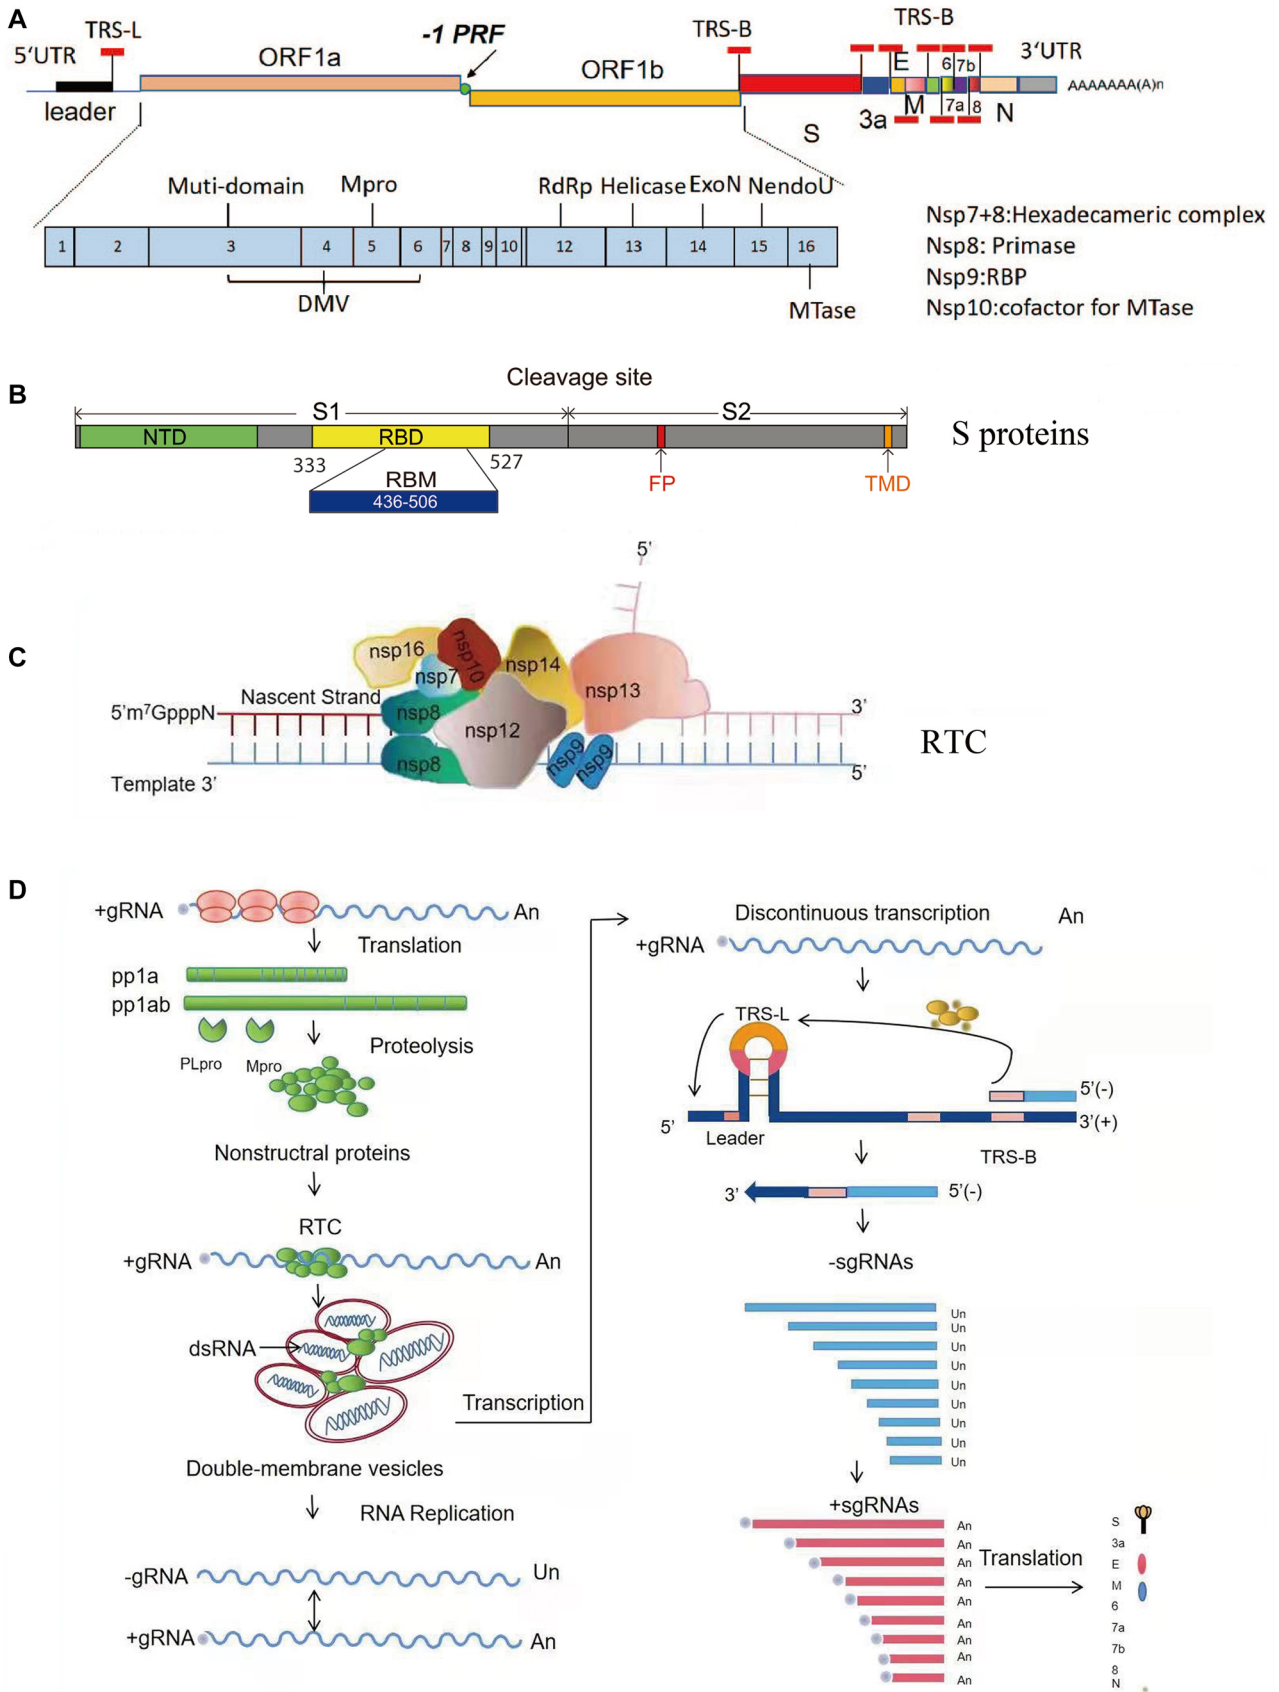 A
TRS-L
-1 PRF
TRS-B
TRS-B
5'UTR
ORF1a
ORF1b
E
6
7b
3'UTR
leader
S
3a
M
7a
8
N
AAAAAAA(A)n
Muti-domain
Mpro
RdRp
Helicase
ExoN
NendoU
1
2
3
4
5
6
7
8
9
10
12
13
14
15
16
DMV
MTase
Nsp7+8:Hexadecameric complex
Nsp8: Primase
Nsp9:RBP
Nsp10:cofactor for MTase
B
Cleavage site
S1
S2
NTD
RBD
333
527
RBM
436-506
FP
TMD
S proteins
C
5'
nsp16
nsp10
nsp7
nsp14
nsp13
Nascent Strand
5'm⁷GpppN
nsp8
nsp12
3'
nsp8
nsp9
nsp9
5'
Template 3'
RTC
D
+gRNA
An
Translation
pp1a
pp1ab
PLpro
Mpro
Proteolysis
Nonstructral proteins
RTC
+gRNA
An
dsRNA
Transcription
Double-membrane vesicles
RNA Replication
-gRNA
Un
+gRNA
An
Discontinuous transcription
An
+gRNA
TRS-L
5'(-)
3'(+)
5'
Leader
TRS-B
3'
5'(-)
-sgRNAs
Un
Un
Un
Un
Un
Un
Un
Un
Un
+sgRNAs
An
An
An
An
An
An
An
An
An
Translation
S
3a
E
M
6
7a
7b
8
N